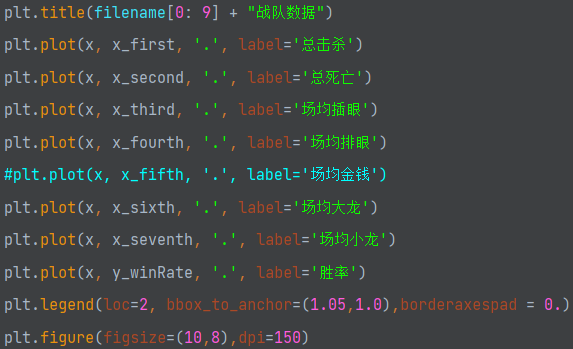 plt.title(filename[0: 9] + "战队数据")
plt.plot(x, x_first, '.', label='总击杀')
plt.plot(x, x_second, '.', label='总死亡')
plt.plot(x, x_third, '.', label='场均插眼')
plt.plot(x, x_fourth, '.', label='场均排眼')
#plt.plot(x, x_fifth, '.', label='场均金钱')
plt.plot(x, x_sixth, '.', label='场均大龙')
plt.plot(x, x_seventh, '.', label='场均小龙')
plt.plot(x, y_winRate, '.', label='胜率')
plt.legend(loc=2, bbox_to_anchor=(1.05,1.0),borderaxespad = 0.)
plt.figure(figsize=(10,8),dpi=150)